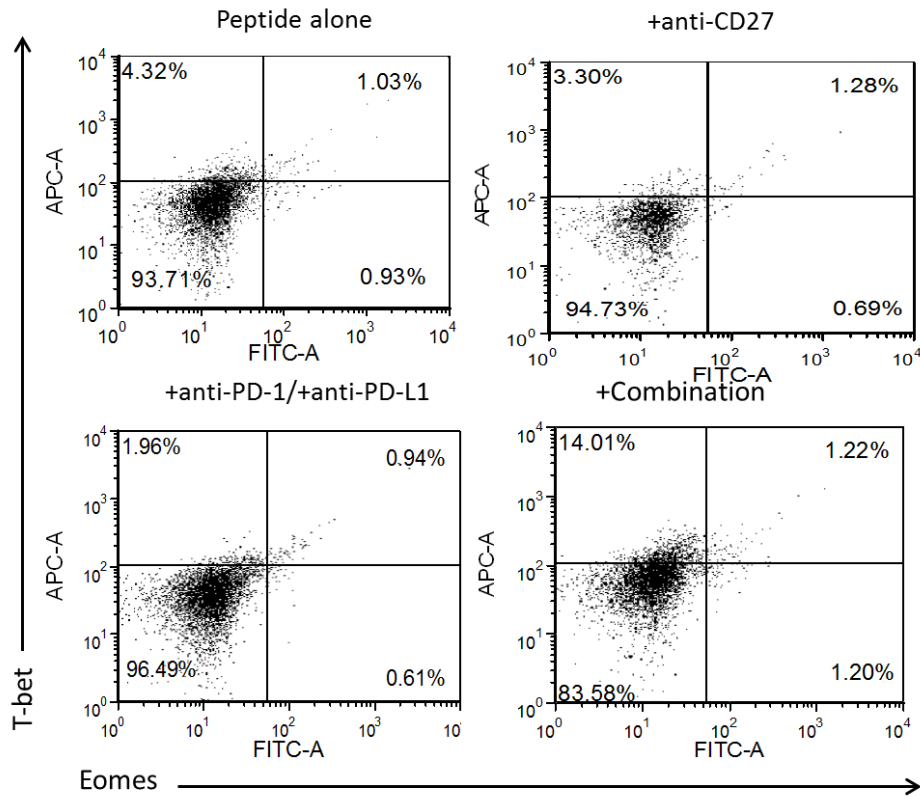 Peptide alone
+anti-CD27
4.32%
1.03%
93.71%
0.93%
APC-A
10^4
10^3
10^2
10^1
10^0
10^0 10^1 10^2 10^3 10^4
FITC-A
3.30%
1.28%
94.73%
0.69%
APC-A
10^4
10^3
10^2
10^1
10^0
10^0 10^1 10^2 10^3 10^4
FITC-A
+anti-PD-1/+anti-PD-L1
+Combination
1.96%
0.94%
96.49%
0.61%
APC-A
10^4
10^3
10^2
10^1
10^0
10^0 10^1 10^2 10^3 10^4
FITC-A
14.01%
1.22%
83.58%
1.20%
APC-A
10^4
10^3
10^2
10^1
10^0
10^0 10^1 10^2 10^3 10^4
FITC-A
T-bet
Eomes